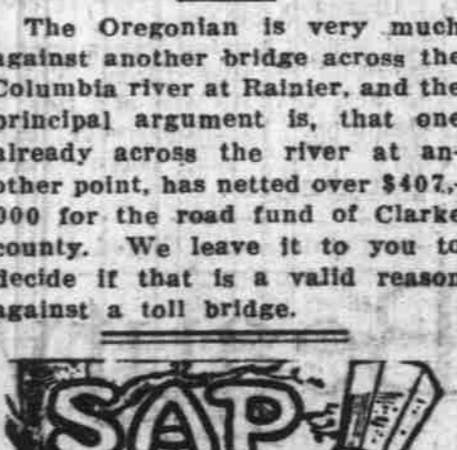 The Oregonian is very much
against another bridge across the
Columbia river at Rainier, and the
principal argument is, that one
already across the river at an-
other point, has netted over $407,-
000 for the road fund of Clarke
county. We leave it to you to
decide if that is a valid reason
against a toll bridge.
SAP